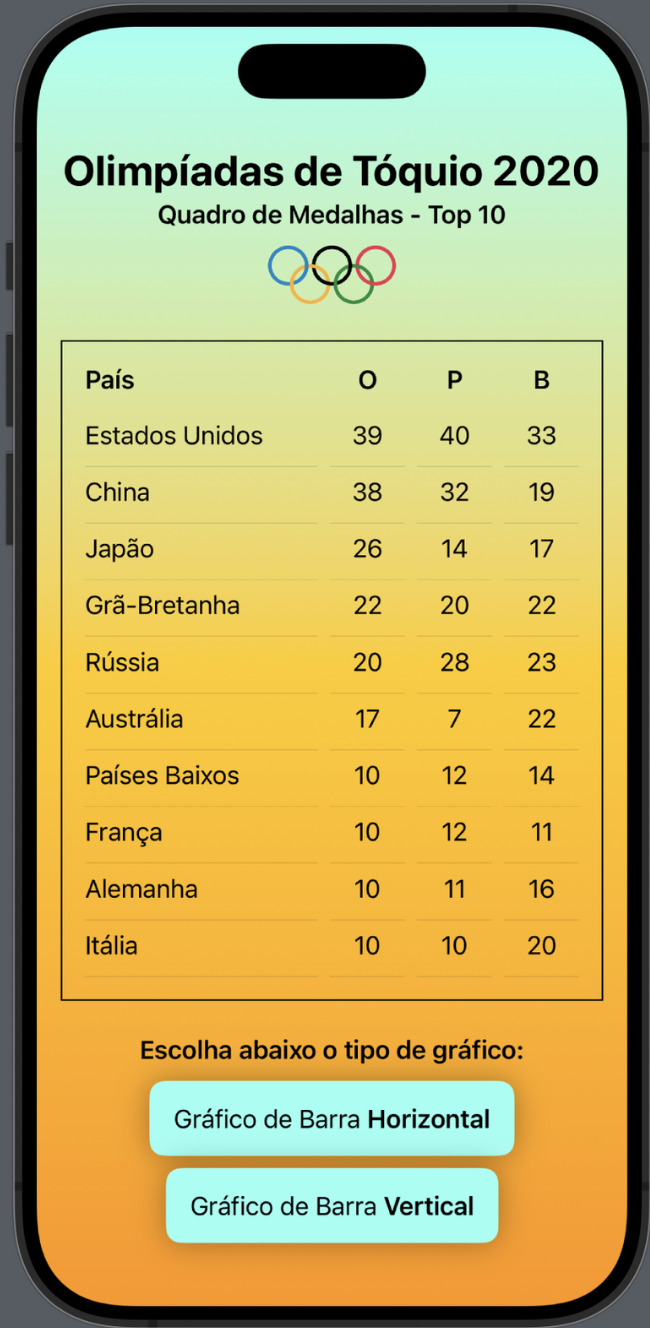 Olimpíadas de Tóquio 2020
Quadro de Medalhas - Top 10
País O P B
Estados Unidos 39 40 33
China 38 32 19
Japão 26 14 17
Grã-Bretanha 22 20 22
Rússia 20 28 23
Austrália 17 7 22
Países Baixos 10 12 14
França 10 12 11
Alemanha 10 11 16
Itália 10 10 20
Escolha abaixo o tipo de gráfico:
Gráfico de Barra Horizontal
Gráfico de Barra Vertical